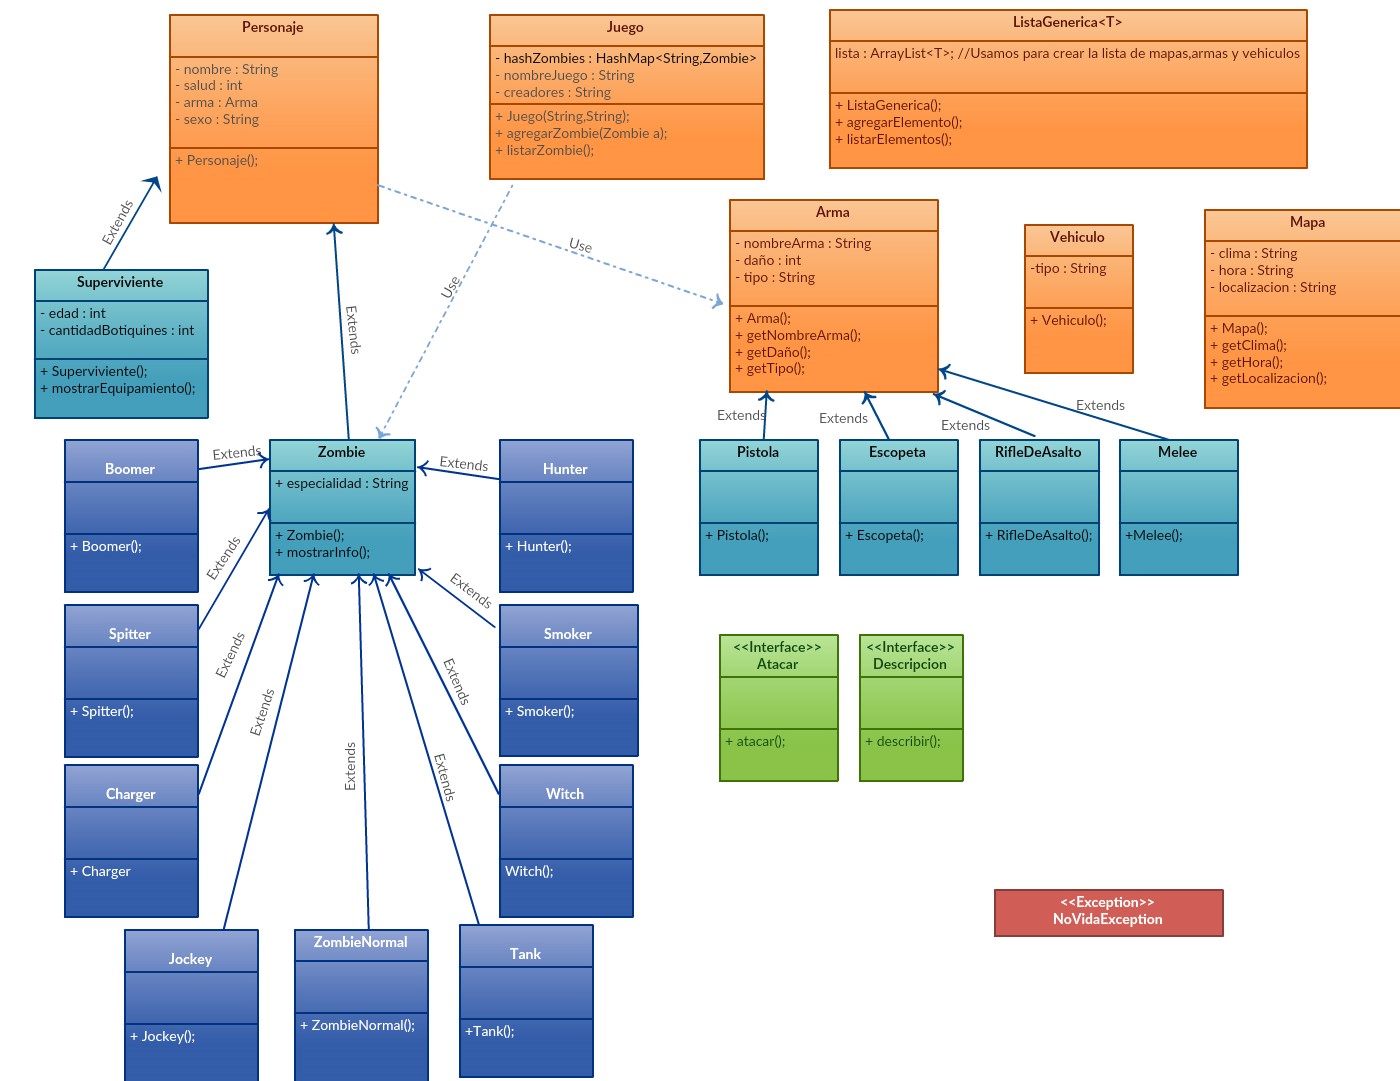 Personaje
- nombre : String
- salud : int
- arma : Arma
- sexo : String
+ Personaje();
Juego
- hashZombies : HashMap<String,Zombie>
- nombreJuego : String
- creadores : String
+ Juego(String,String);
+ agregarZombie(Zombie a);
+ listarZombie();
ListaGenerica<T>
lista : ArrayList<T>; //Usamos para crear la lista de mapas,armas y vehiculos
+ ListaGenerica();
+ agregarElemento();
+ listarElementos();
Extends
Use
Use
Extends
Superviviente
- edad : int
- cantidadBotiquines : int
+ Superviviente();
+ mostrarEquipamiento();
Arma
- nombreArma : String
- daño : int
- tipo : String
+ Arma();
+ getNombreArma();
+ getDaño();
+ getTipo();
Vehiculo
-tipo : String
+ Vehiculo();
Mapa
- clima : String
- hora : String
- localizacion : String
+ Mapa();
+ getClima();
+ getHora();
+ getLocalizacion();
Extends
Extends
Extends
Extends
Boomer
+ Boomer();
Extends
Zombie
+ especialidad : String
+ Zombie();
+ mostrarInfo();
Extends
Hunter
+ Hunter();
Pistola
+ Pistola();
Escopeta
+ Escopeta();
RifleDeAsalto
+ RifleDeAsalto();
Melee
+Melee();
Extends
Extends
Spitter
+ Spitter();
Extends
Extends
Extends
Smoker
+ Smoker();
<<Interface>>
Atacar
+ atacar();
<<Interface>>
Descripcion
+ describir();
Charger
+ Charger
Extends
Extends
Witch
Witch();
<<Exception>>
NoVidaException
Jockey
+ Jockey();
ZombieNormal
+ ZombieNormal();
Tank
+Tank();